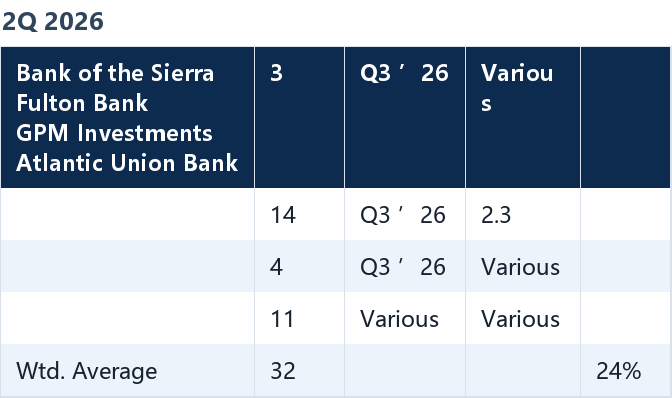 2Q 2026
Bank of the Sierra
Fulton Bank
GPM Investments
Atlantic Union Bank
3
Q3 ’ 26
Variou
s
14
Q3 ’ 26
2.3
4
Q3 ’ 26
Various
11
Various
Various
Wtd. Average
32
24%